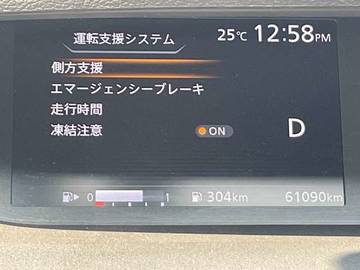 運転支援システム 25℃ 12:58PM
側方支援
エマージェンシーブレーキ
走行時間
凍結注意 ON D
0 1 304km 61090km